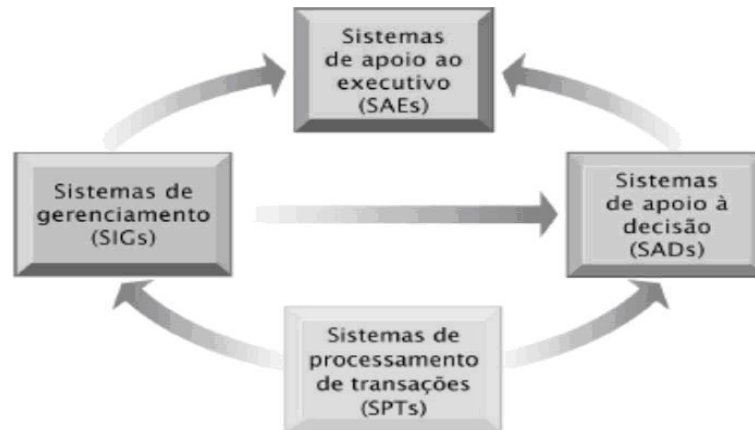 Sistemas
de apoio ao
executivo
(SAEs)
Sistemas de
gerenciamento
(SIGs)
Sistemas
de apoio à
decisão
(SADs)
Sistemas de
processamento
de transações
(SPTs)